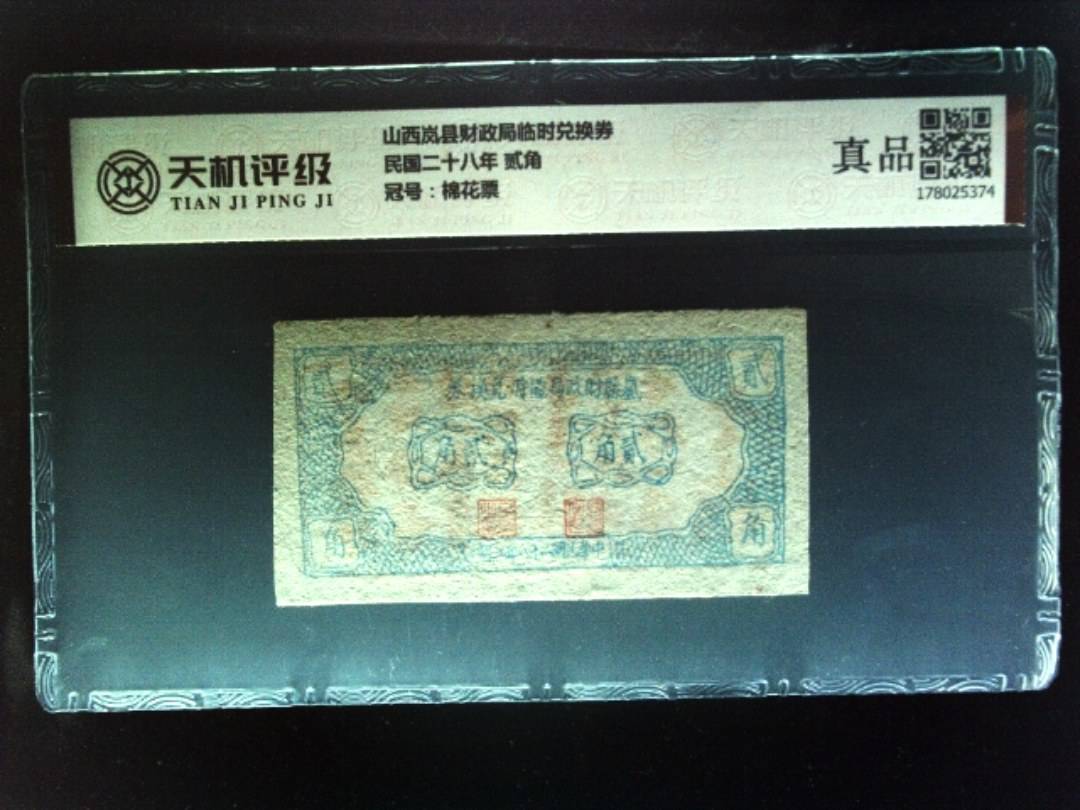 天机评级
TIAN JI PING JI
山西岚县财政局临时兑换券
民国二十八年 贰角
冠号：棉花票
真品
178025374
贰
贰
角贰
角贰
角
角